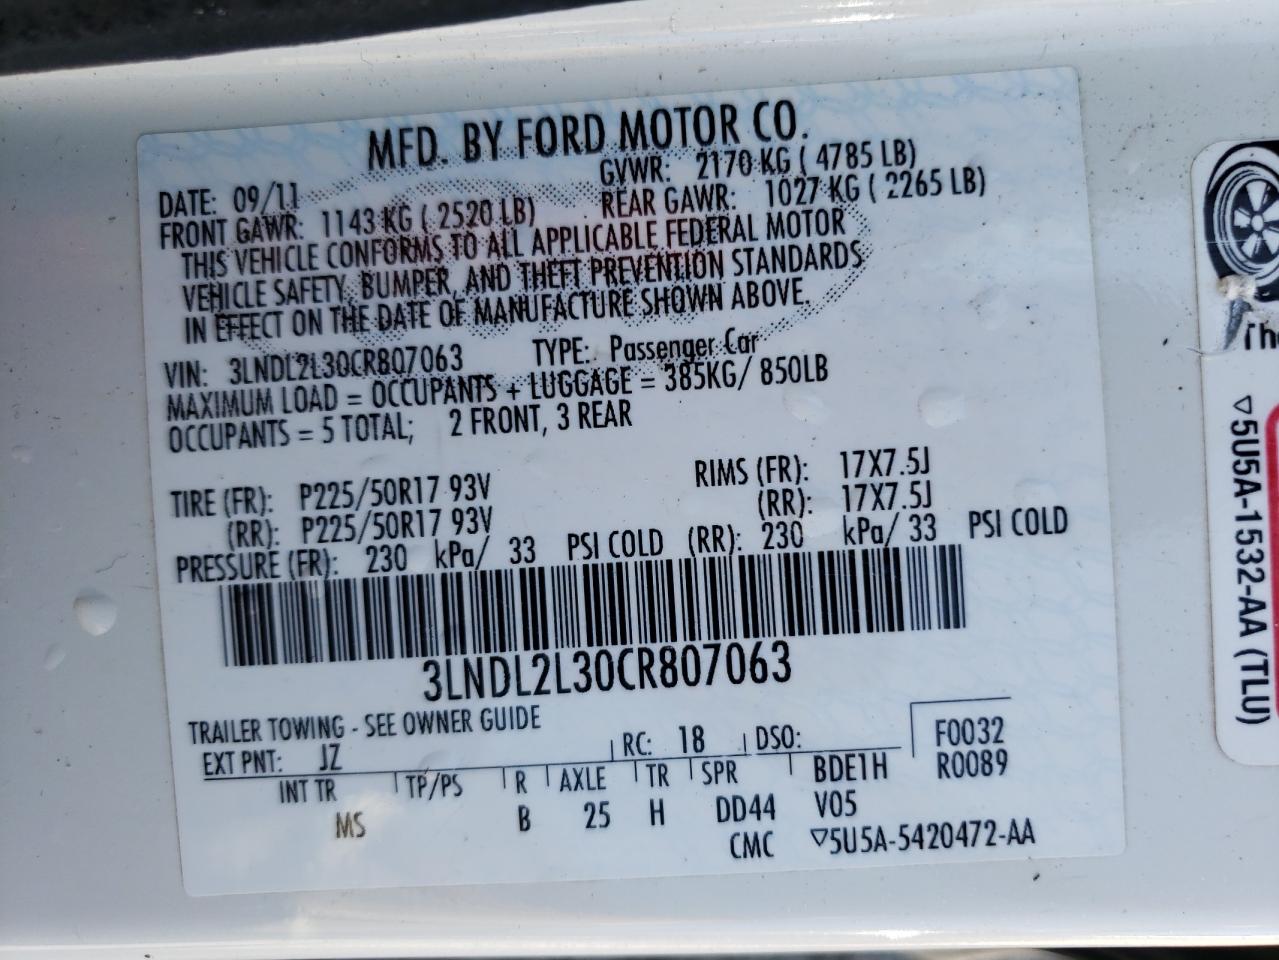 MFD. BY FORD MOTOR CO.
DATE: 09/11 GVWR: 2170 KG ( 4785 LB)
FRONT GAWR: 1143 KG ( 2520 LB) REAR GAWR: 1027 KG ( 2265 LB)
THIS VEHICLE CONFORMS TO ALL APPLICABLE FEDERAL MOTOR
VEHICLE SAFETY, BUMPER, AND THEFT PREVENTION STANDARDS
IN EFFECT ON THE DATE OF MANUFACTURE SHOWN ABOVE.
VIN: 3LNDL2L30CR807063 TYPE: Passenger Car
MAXIMUM LOAD = OCCUPANTS + LUGGAGE = 385KG/ 850LB
OCCUPANTS = 5 TOTAL; 2 FRONT, 3 REAR
TIRE (FR): P225/50R17 93V RIMS (FR): 17X7.5J
(RR): P225/50R17 93V (RR): 17X7.5J
PRESSURE (FR): 230 kPa/ 33 PSI COLD (RR): 230 kPa/ 33 PSI COLD
3LNDL2L30CR807063
TRAILER TOWING - SEE OWNER GUIDE
EXT PNT: JZ RC: 18 DSO: F0032
INT TR TP/PS R AXLE TR SPR BDE1H R0089
MS B 25 H DD44 V05
CMC ▽5U5A-5420472-AA
▽5U5A-1532-AA (TLU)